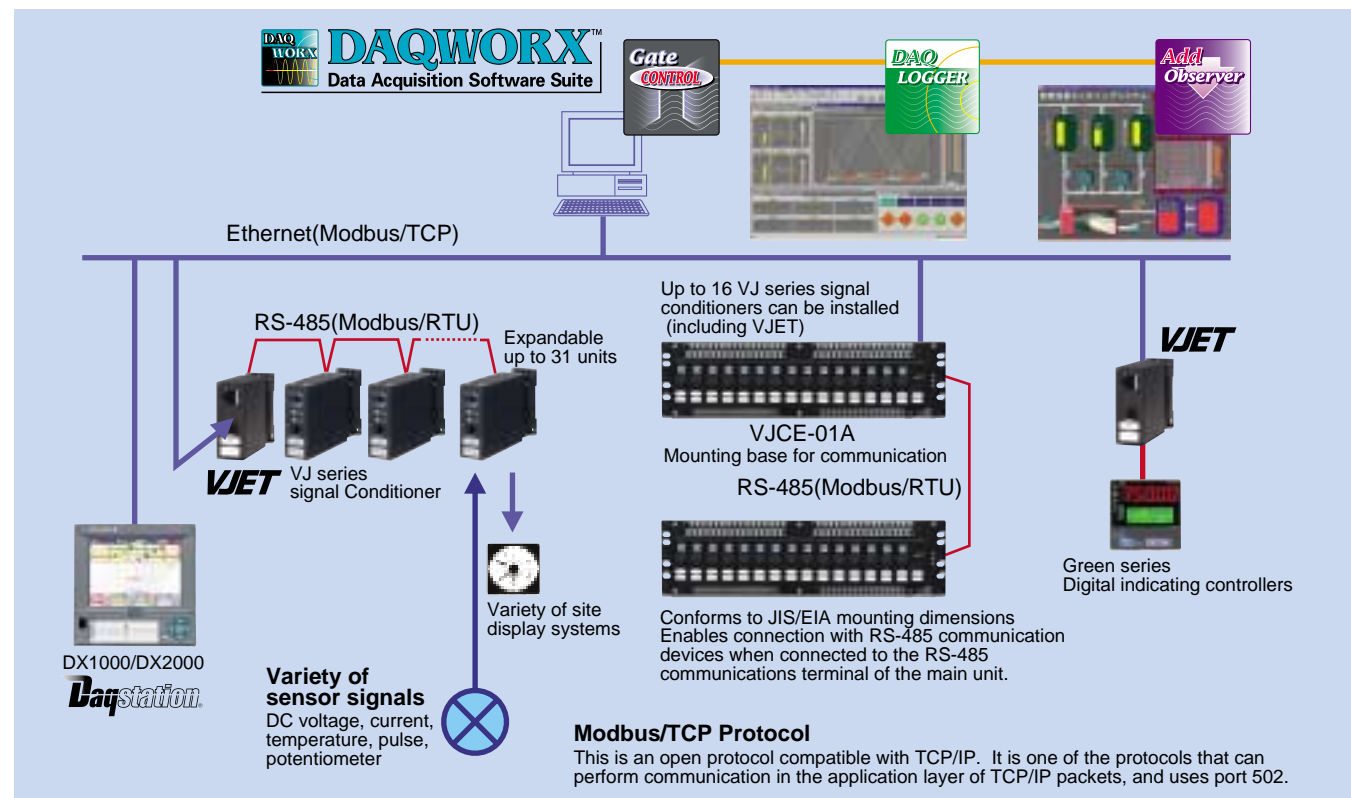 DAQ
WORX
DAQWORX™
Data Acquisition Software Suite
Gate
CONTROL
DAQ
LOGGER
Add
Observer
Ethernet(Modbus/TCP)
RS-485(Modbus/RTU)
Expandable
up to 31 units
VJET
VJ series
signal Conditioner
Up to 16 VJ series signal
conditioners can be installed
(including VJET)
VJCE-01A
Mounting base for communication
RS-485(Modbus/RTU)
VJET
Green series
Digital indicating controllers
Conforms to JIS/EIA mounting dimensions
Enables connection with RS-485 communication
devices when connected to the RS-485
communications terminal of the main unit.
Variety of site
display systems
DX1000/DX2000
Daqstation®
Variety of
sensor signals
DC voltage, current,
temperature, pulse,
potentiometer
Modbus/TCP Protocol
This is an open protocol compatible with TCP/IP. It is one of the protocols that can
perform communication in the application layer of TCP/IP packets, and uses port 502.